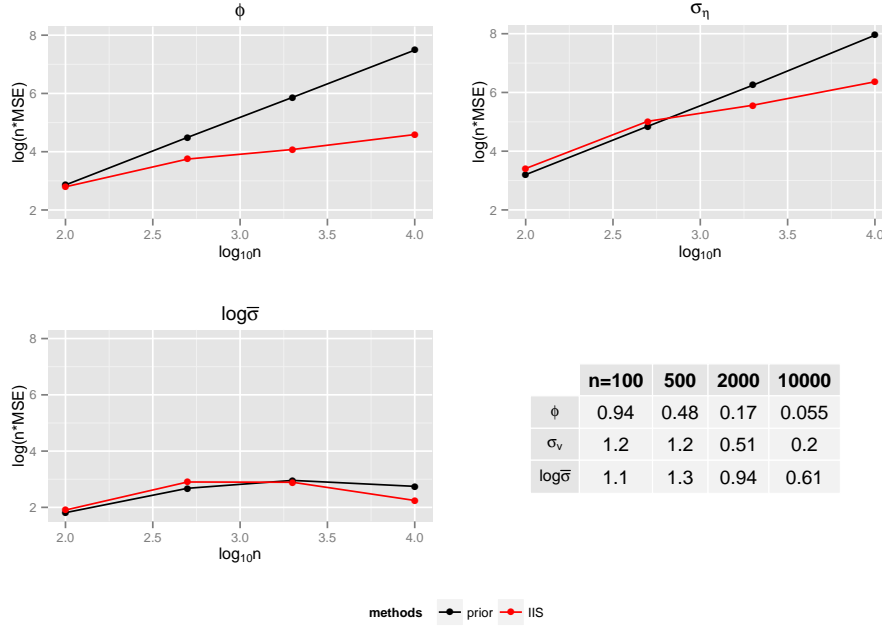 ϕ
log(n*MSE)
8
6
4
2
2.0 2.5 3.0 3.5 4.0
log₁₀n
σ_η
log(n*MSE)
8
6
4
2
2.0 2.5 3.0 3.5 4.0
log₁₀n
logσ̅
log(n*MSE)
8
6
4
2
2.0 2.5 3.0 3.5 4.0
log₁₀n
n=100 500 2000 10000
ϕ 0.94 0.48 0.17 0.055
σᵥ 1.2 1.2 0.51 0.2
logσ̅ 1.1 1.3 0.94 0.61
methods prior IIS